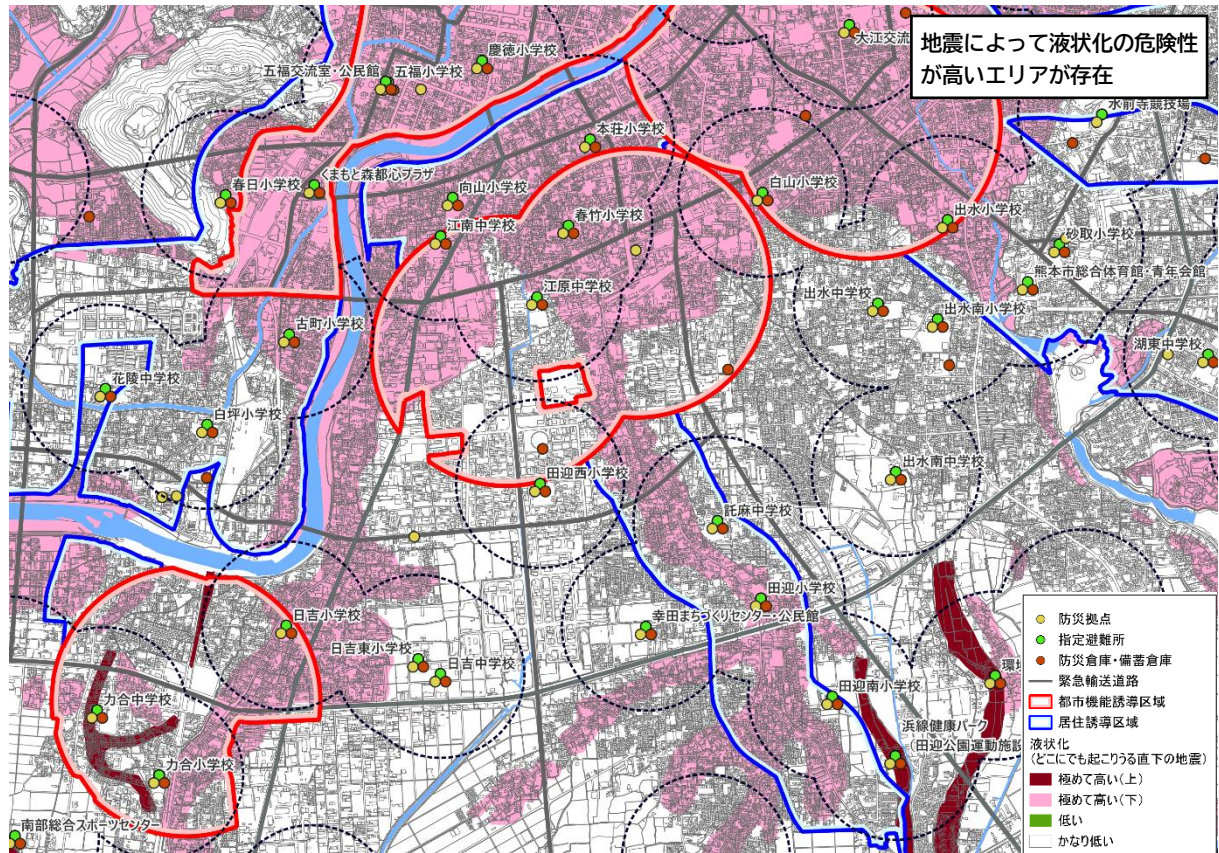 地震によって液状化の危険性
が高いエリアが存在
大江交流
慶徳小学校
五福交流室・公民館
五福小学校
水前寺競技場
本荘小学校
春日小学校
くまもと森都心プラザ
向山小学校
白山小学校
江南中学校
春竹小学校
出水小学校
砂取小学校
熊本市総合体育館・青年会館
江原中学校
出水中学校
出水南小学校
古町小学校
湖東中学校
花陵中学校
白坪小学校
田迎西小学校
出水南中学校
託麻中学校
田迎小学校
幸田まちづくりセンター・公民館
日吉小学校
日吉東小学校
日吉中学校
環境
田迎南小学校
力合中学校
浜線健康パーク
(田迎公園運動施設
力合小学校
南部総合スポーツセンター
防災拠点
指定避難所
防災倉庫・備蓄倉庫
緊急輸送道路
都市機能誘導区域
居住誘導区域
液状化
(どこにでも起こりうる直下の地震)
極めて高い(上)
極めて高い(下)
低い
かなり低い